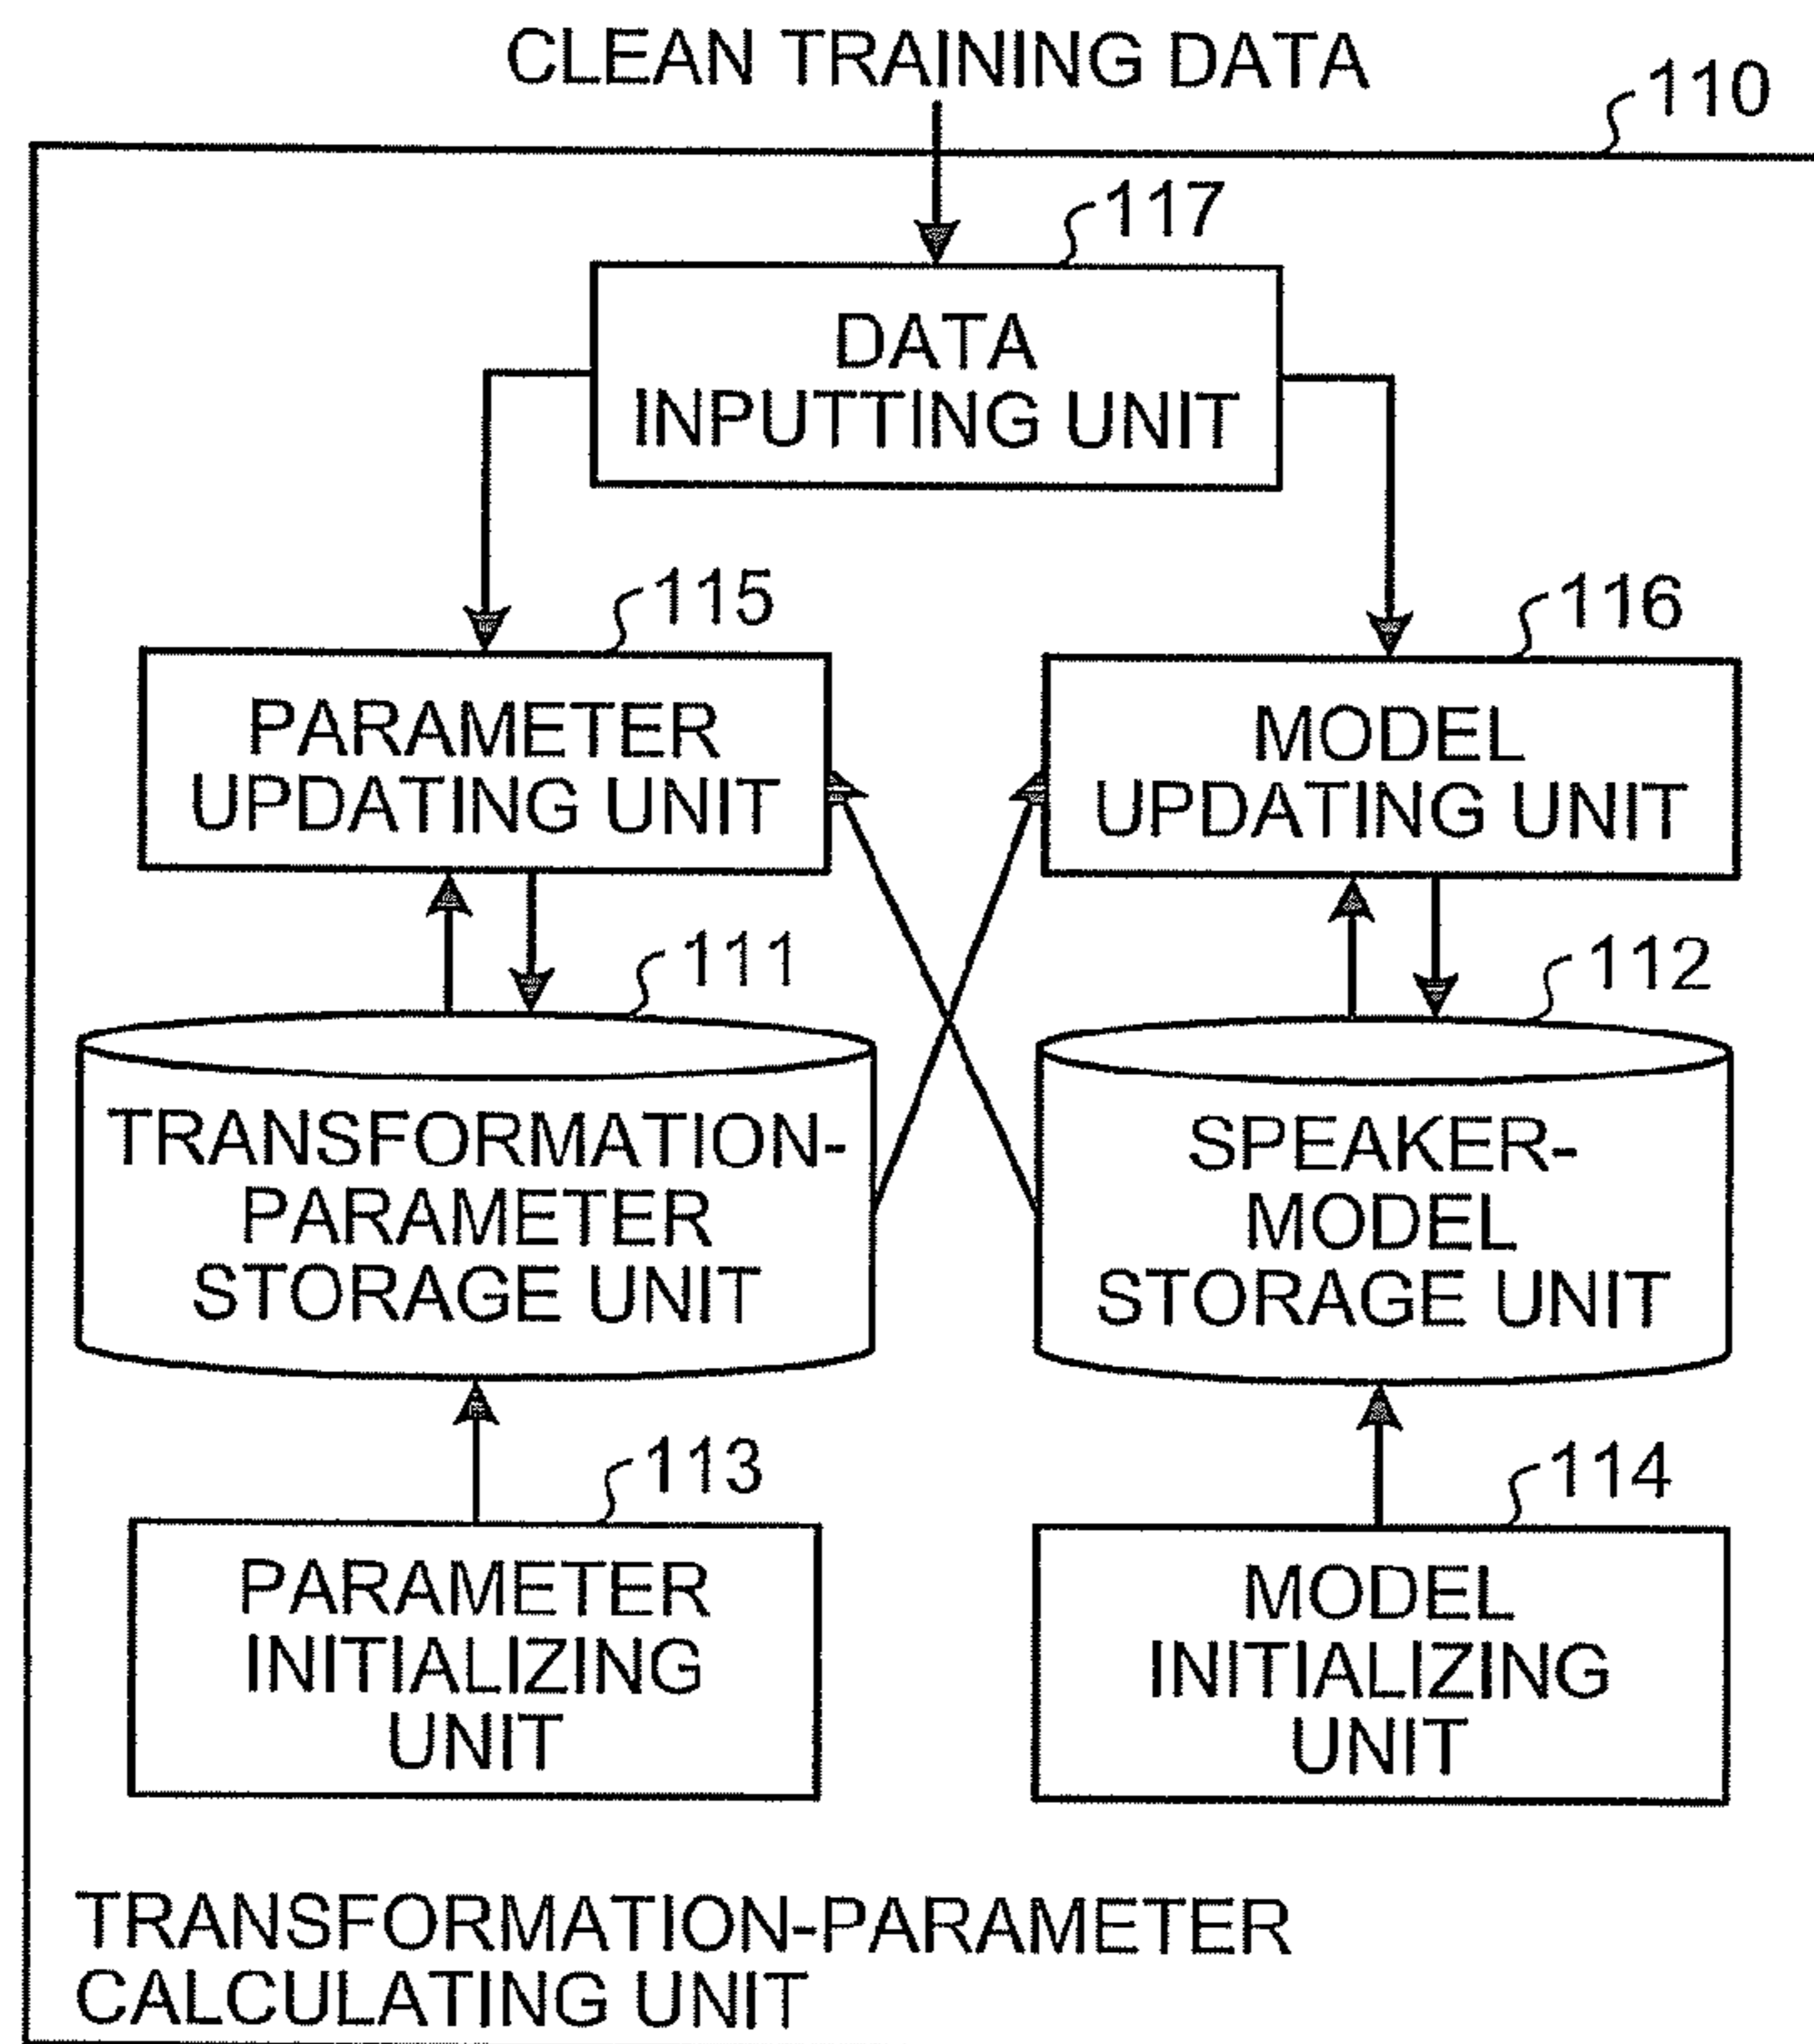 CLEAN TRAINING DATA
110
117
DATA
INPUTTING UNIT
115
116
PARAMETER
UPDATING UNIT
MODEL
UPDATING UNIT
111
112
TRANSFORMATION-
PARAMETER
STORAGE UNIT
SPEAKER-
MODEL
STORAGE UNIT
113
114
PARAMETER
INITIALIZING
UNIT
MODEL
INITIALIZING
UNIT
TRANSFORMATION-PARAMETER
CALCULATING UNIT